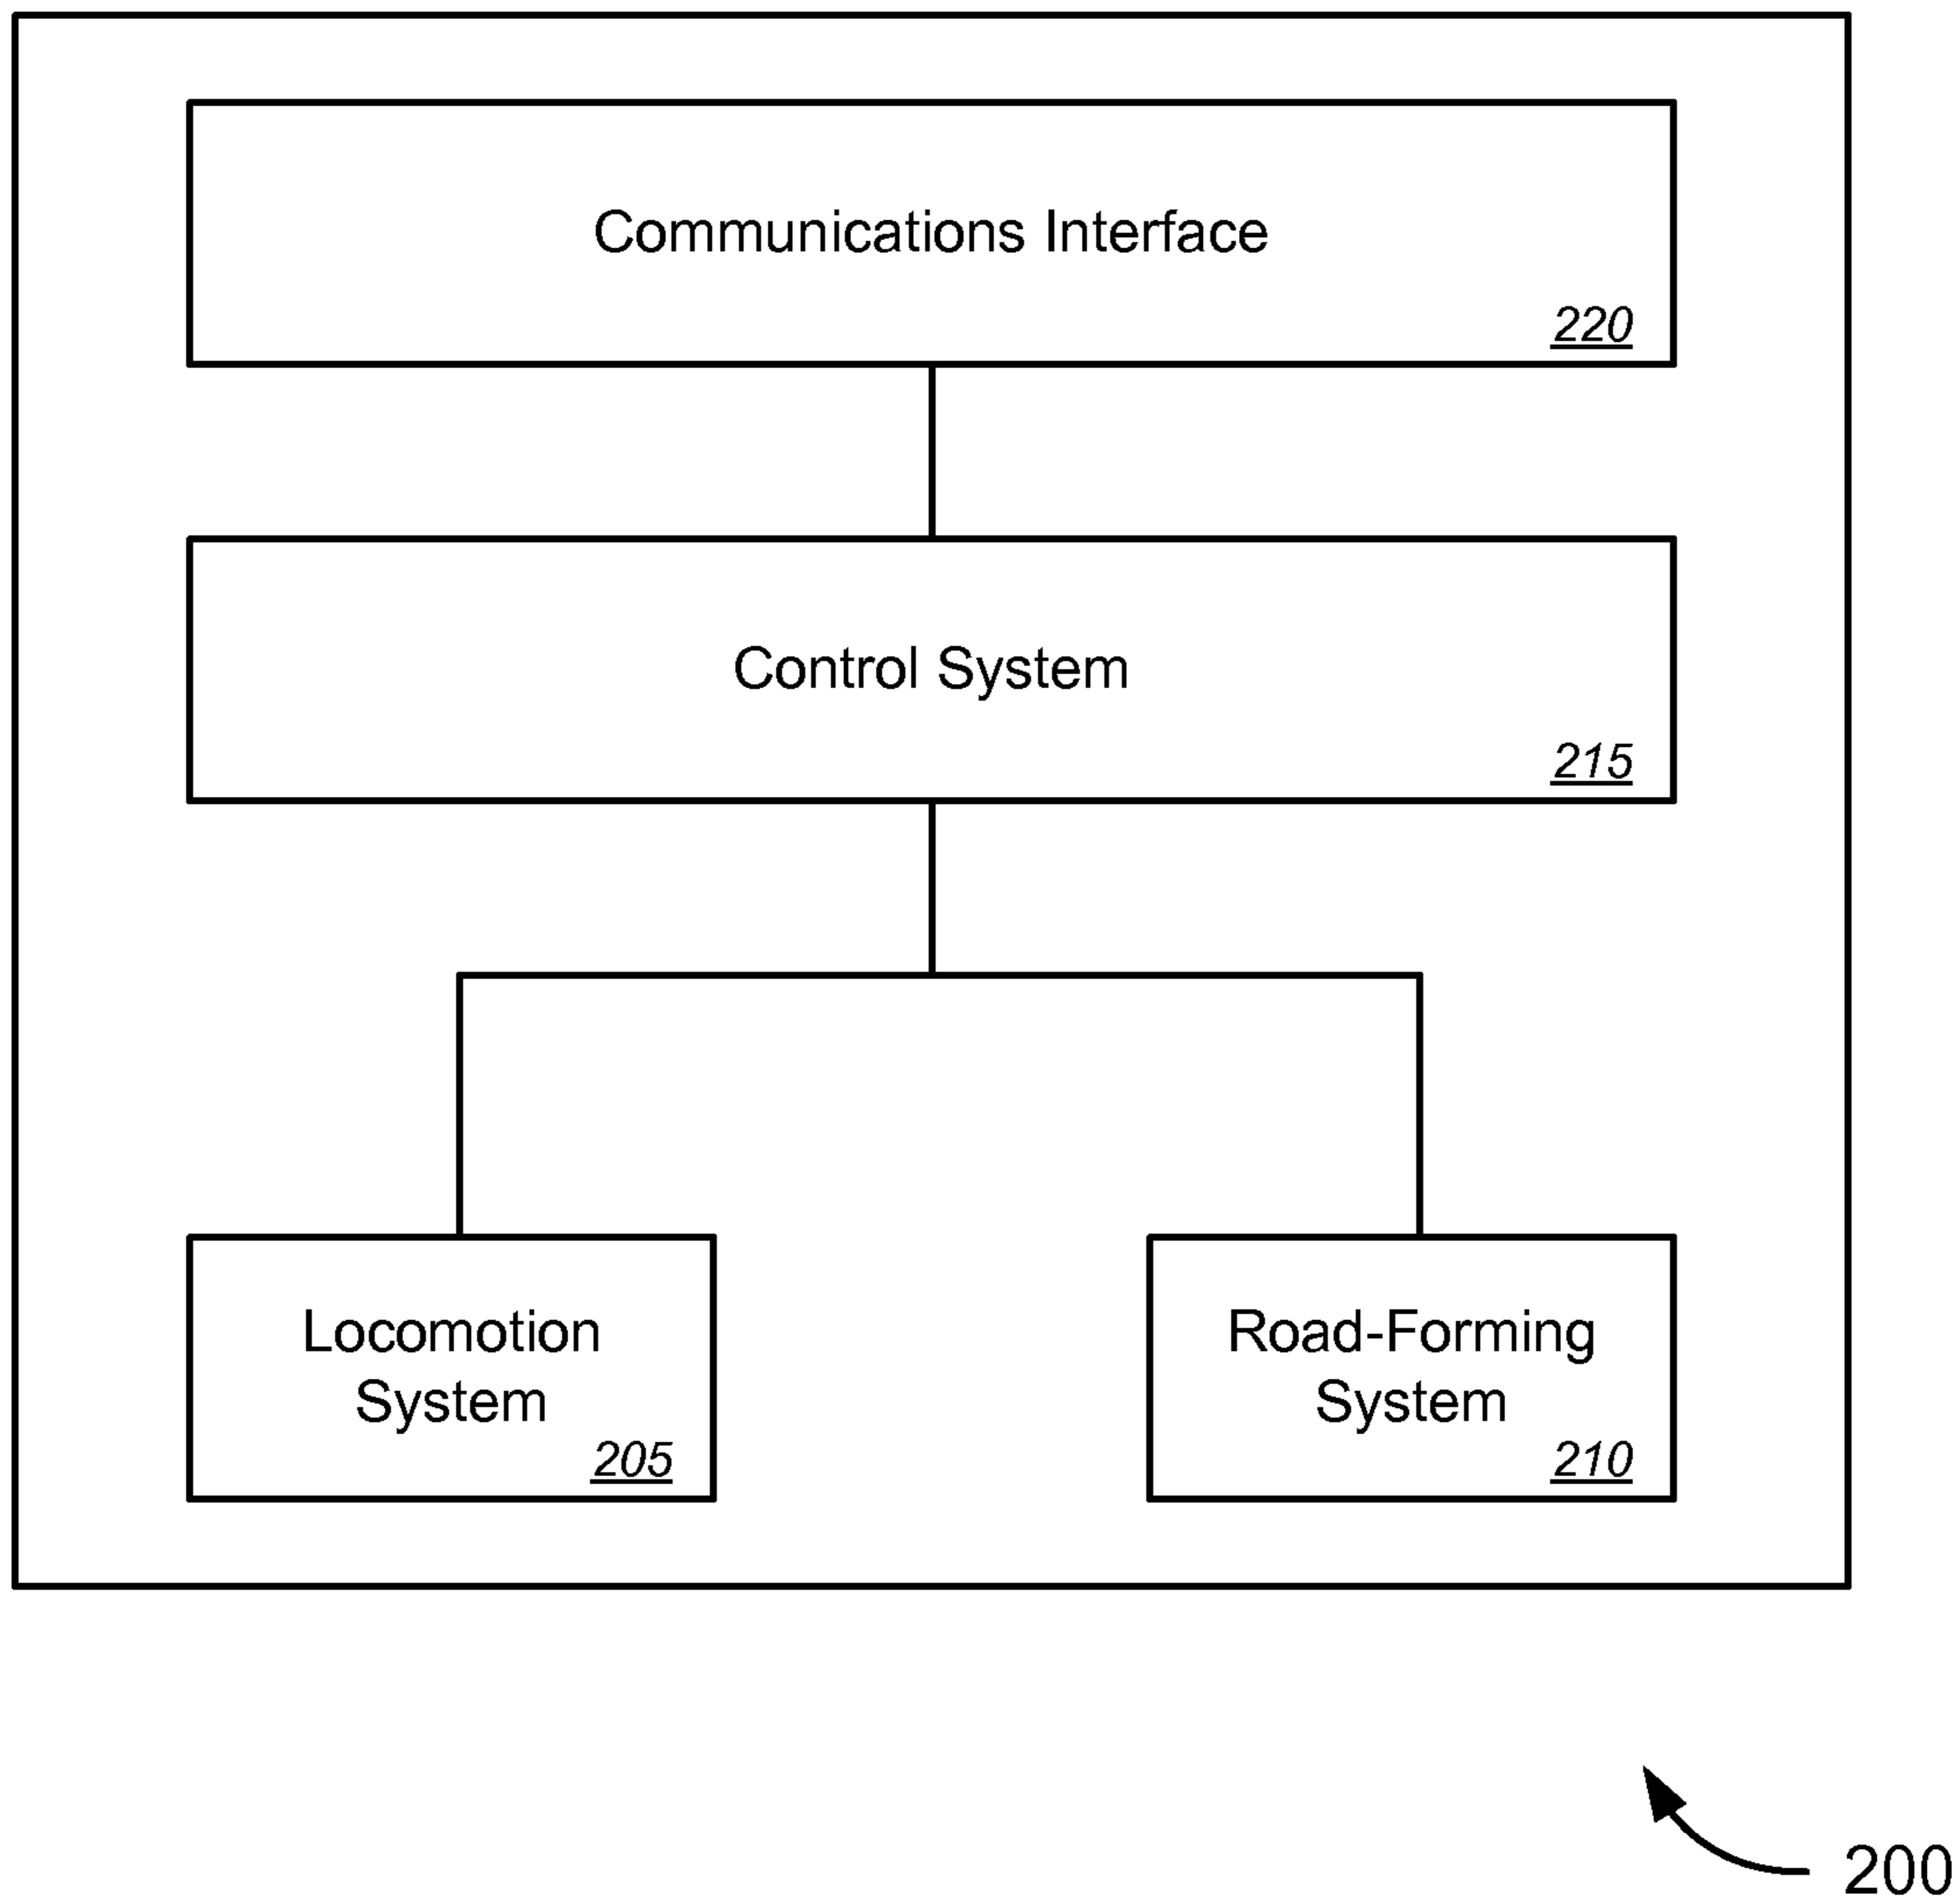 Communications Interface
220
Control System
215
Locomotion
System
205
Road-Forming
System
210
200